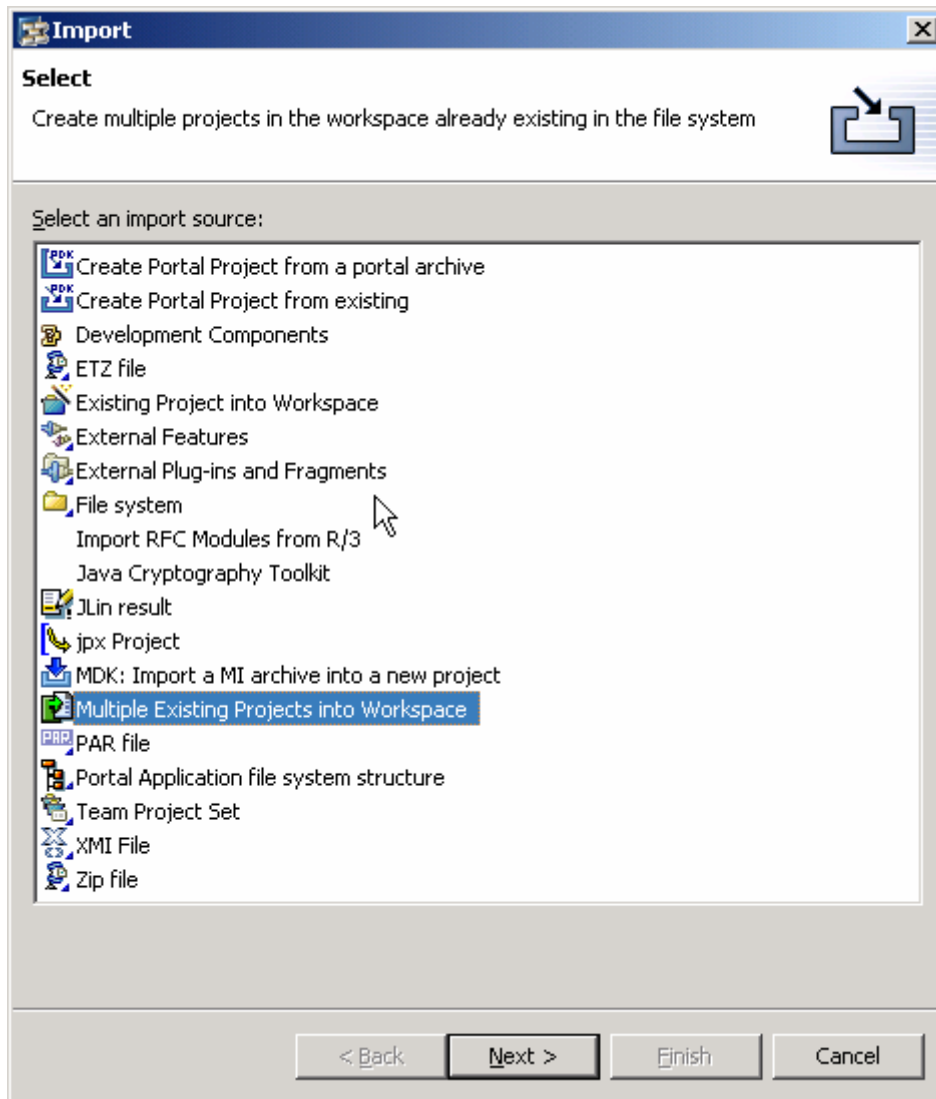 Import
Select
Create multiple projects in the workspace already existing in the file system
Select an import source:
PDK Create Portal Project from a portal archive
PDK Create Portal Project from existing
Development Components
ETZ file
Existing Project into Workspace
External Features
External Plug-ins and Fragments
File system
Import RFC Modules from R/3
Java Cryptography Toolkit
JLin result
jpx Project
MDK: Import a MI archive into a new project
Multiple Existing Projects into Workspace
PAR PAR file
Portal Application file system structure
Team Project Set
XMI File
Zip file
< Back Next > Finish Cancel